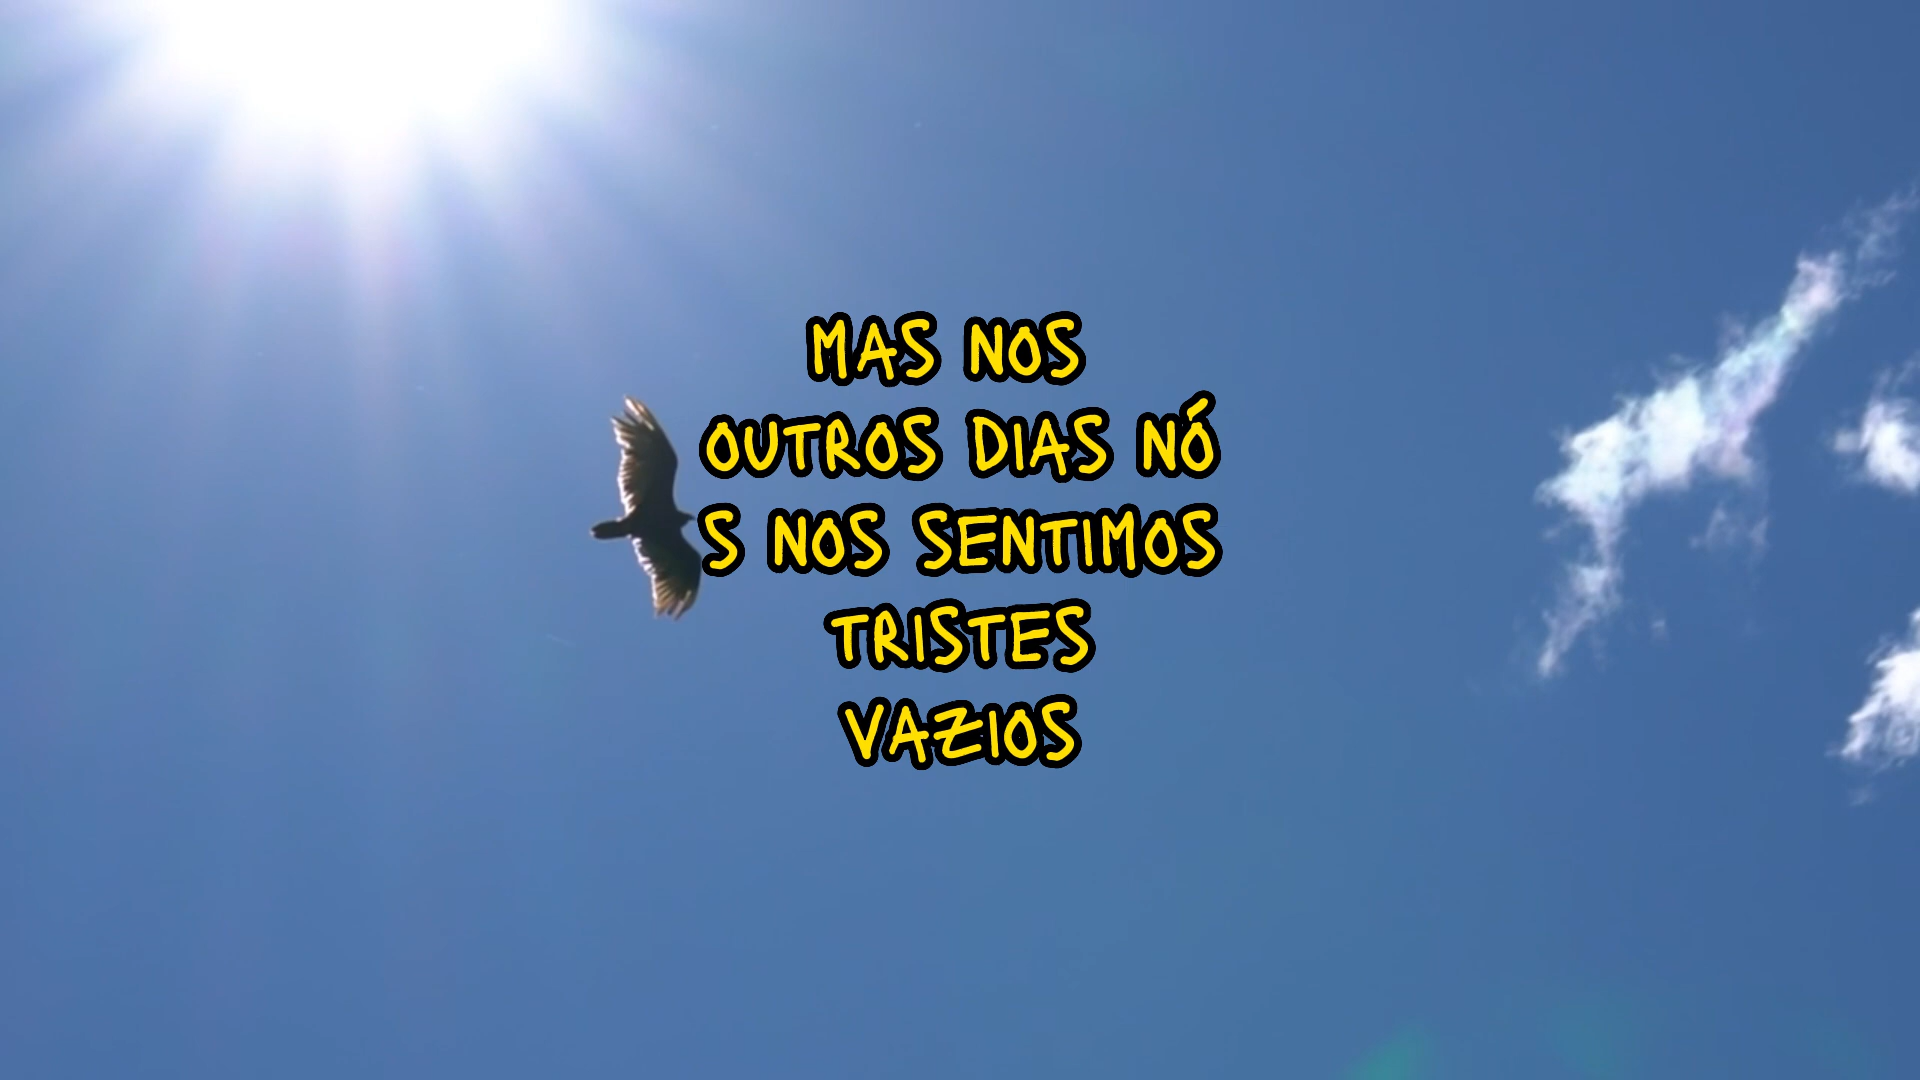 MAS NOS
OUTROS DIAS NÓ
S NOS SENTIMOS
TRISTES
VAZIOS